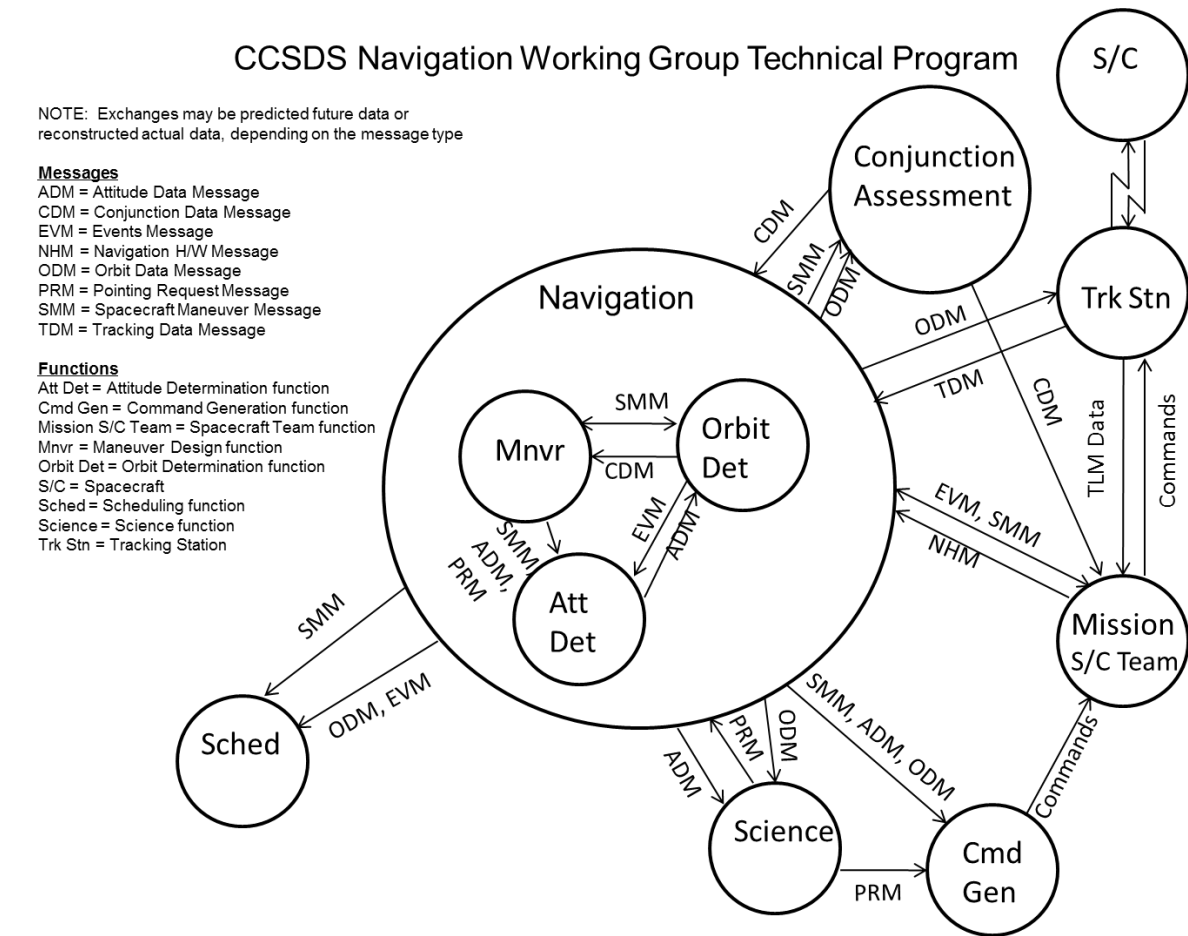 CCSDS Navigation Working Group Technical Program
S/C
NOTE: Exchanges may be predicted future data or
reconstructed actual data, depending on the message type
Messages
ADM = Attitude Data Message
CDM = Conjunction Data Message
EVM = Events Message
NHM = Navigation H/W Message
ODM = Orbit Data Message
PRM = Pointing Request Message
SMM = Spacecraft Maneuver Message
TDM = Tracking Data Message
Functions
Att Det = Attitude Determination function
Cmd Gen = Command Generation function
Mission S/C Team = Spacecraft Team function
Mnvr = Maneuver Design function
Orbit Det = Orbit Determination function
S/C = Spacecraft
Sched = Scheduling function
Science = Science function
Trk Stn = Tracking Station
Conjunction
Assessment
CDM
SMM
ODM
Navigation
Trk Stn
ODM
TDM
CDM
TLM Data
Commands
Mnvr
SMM
CDM
Orbit
Det
EVM
ADM
SMM,
ADM,
PRM
Att
Det
EVM, SMM
NHM
Mission
S/C Team
SMM
ODM, EVM
Sched
ADM
PRM
ODM
SMM, ADM, ODM
Commands
Science
PRM
Cmd
Gen